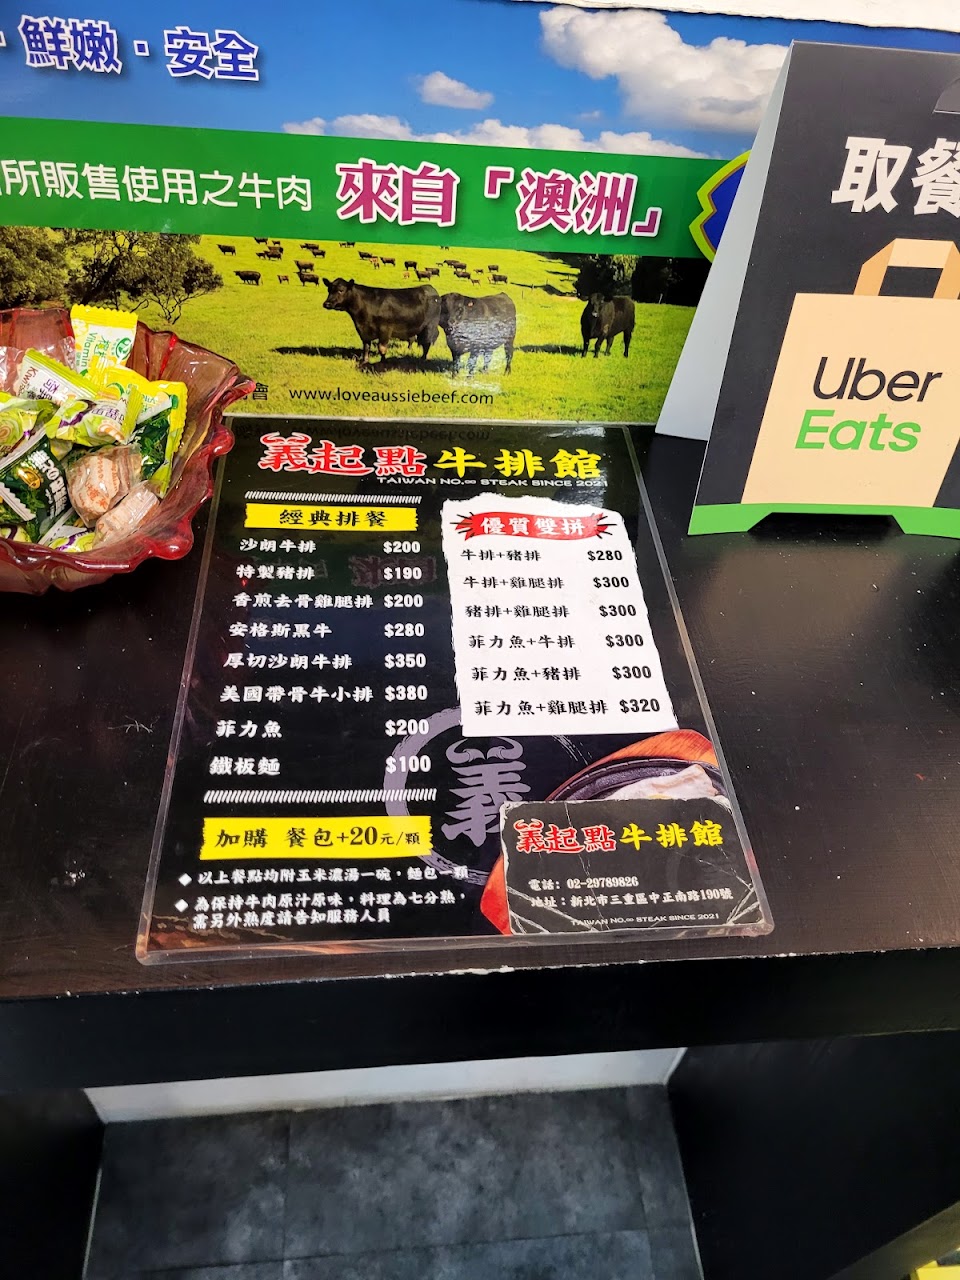 ·鮮嫩·安全
所販售使用之牛肉 來自「澳洲」
www.loveaussiebeef.com
取餐
Uber
Eats
義起點牛排館
TAIWAN NO.∞ STEAK SINCE 2021
經典排餐
沙朗牛排 $200
特製豬排 $190
香煎去骨雞腿排 $200
安格斯黑牛 $280
厚切沙朗牛排 $350
美國帶骨牛小排 $380
菲力魚 $200
鐵板麵 $100
優質雙拼
牛排+豬排 $280
牛排+雞腿排 $300
豬排+雞腿排 $300
菲力魚+牛排 $300
菲力魚+豬排 $300
菲力魚+雞腿排 $320
加購 餐包+20元/顆
◆ 以上餐點均附玉米濃湯一碗，麵包一顆
◆ 為保持牛肉原汁原味，料理為七分熟，
需另外熟度請告知服務人員
義
義起點牛排館
電話: 02-29789826
地址: 新北市三重區中正南路190號
TAIWAN NO.∞ STEAK SINCE 2021